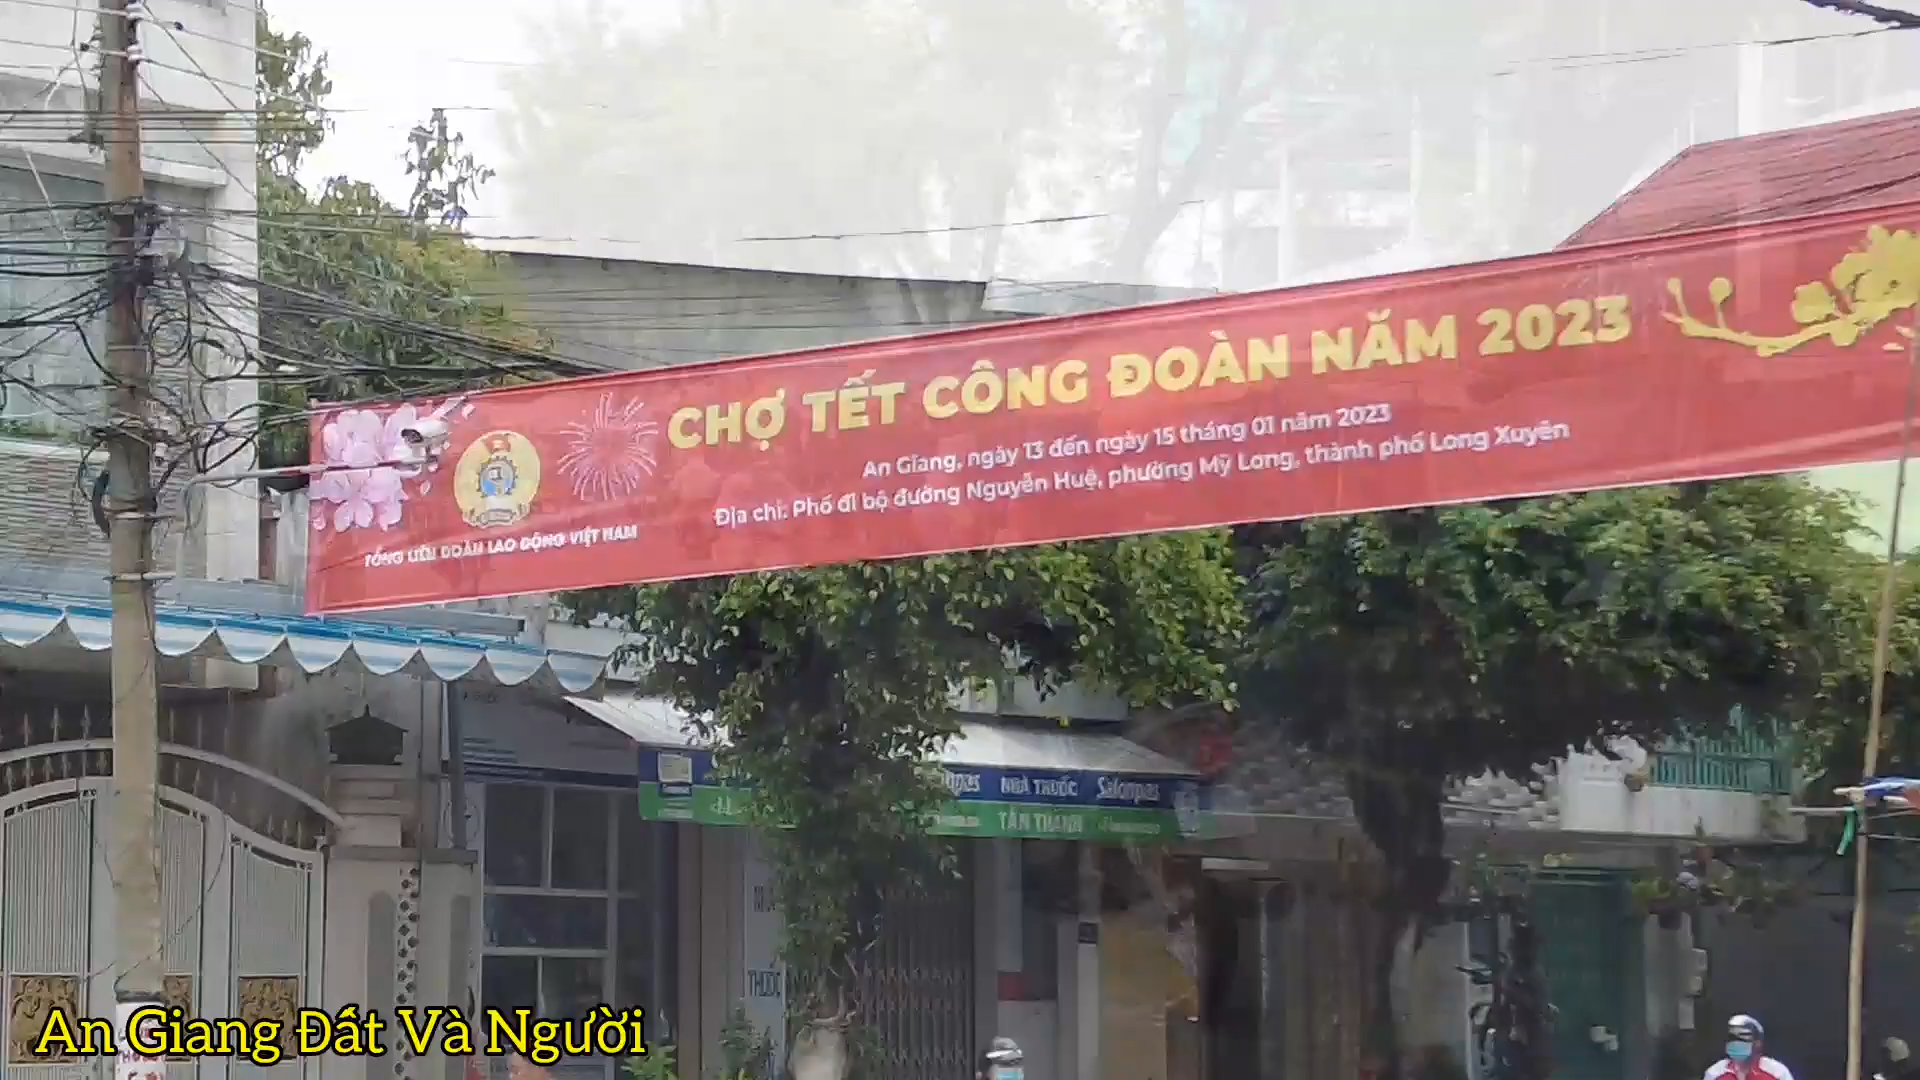 CHỢ TẾT CÔNG ĐOÀN NĂM 2023
An Giang, ngày 13 đến ngày 15 tháng 01 năm 2023
Địa chỉ: Phố đi bộ đường Nguyễn Huệ, phường Mỹ Long, thành phố Long Xuyên
TỔNG LIÊN ĐOÀN LAO ĐỘNG VIỆT NAM
NHÀ THUỐC Salonpas
TÂN THÀNH
THUỐC
An Giang Đất Và Người